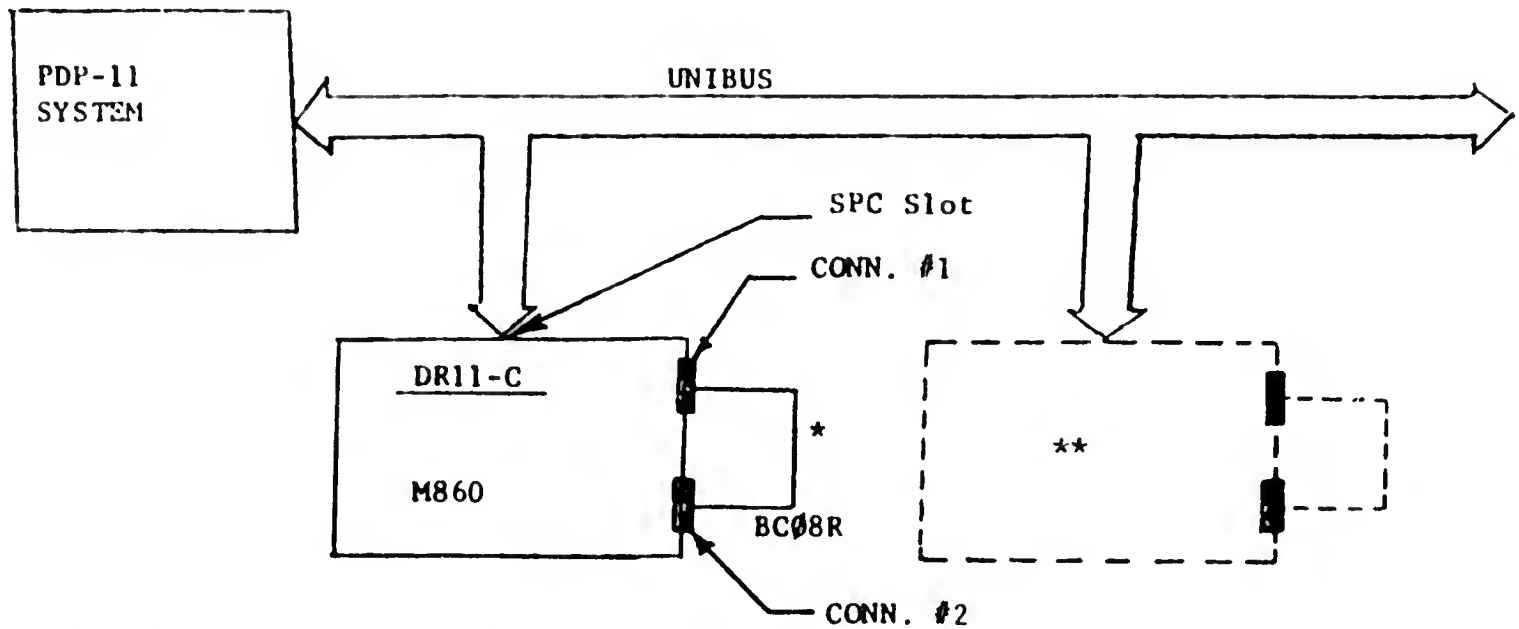 PDP-11
SYSTEM
UNIBUS
SPC Slot
CONN. #1
DR11-C
*
**
M860
BCØ8R
CONN. #2